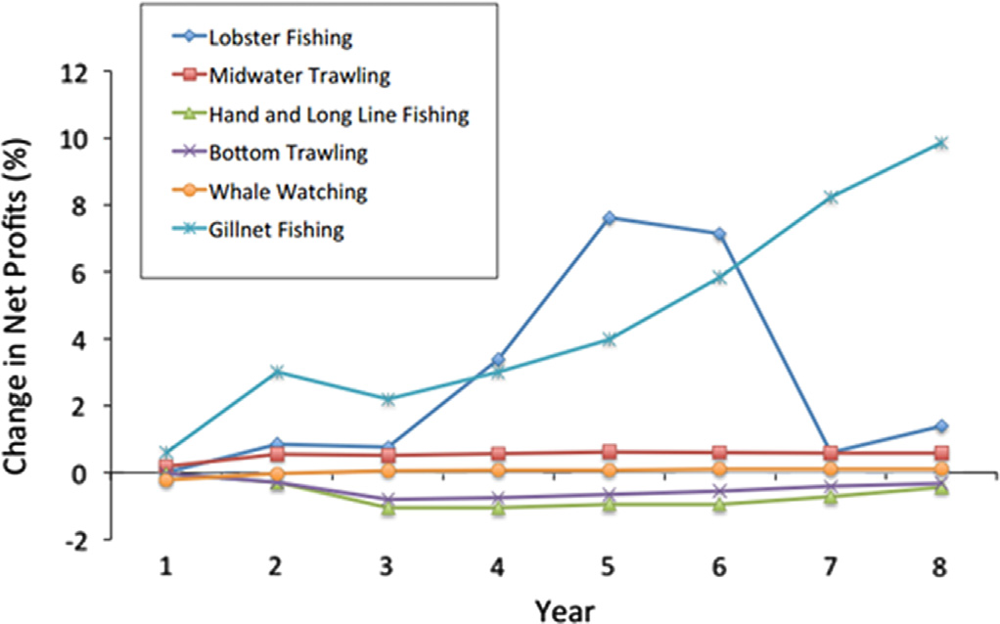 Lobster Fishing
Midwater Trawling
Hand and Long Line Fishing
Bottom Trawling
Whale Watching
Gillnet Fishing
Change in Net Profits (%)
12
10
8
6
4
2
0
-2
1 2 3 4 5 6 7 8
Year